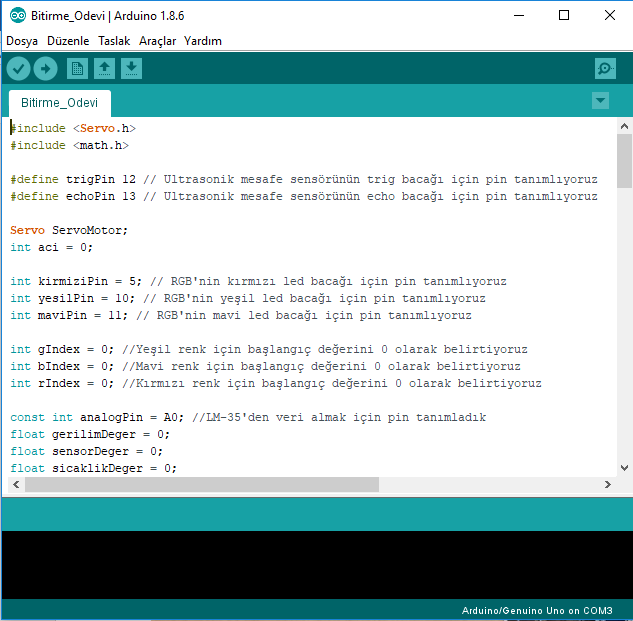 Bitirme_Odevi | Arduino 1.8.6
Dosya Düzenle Taslak Araçlar Yardım
Bitirme_Odevi
#include <Servo.h>
#include <math.h>
#define trigPin 12 // Ultrasonik mesafe sensörünün trig bacağı için pin tanımlıyoruz
#define echoPin 13 // Ultrasonik mesafe sensörünün echo bacağı için pin tanımlıyoruz
Servo ServoMotor;
int aci = 0;
int kirmiziPin = 5; // RGB'nin kırmızı led bacağı için pin tanımlıyoruz
int yesilPin = 10; // RGB'nin yeşil led bacağı için pin tanımlıyoruz
int maviPin = 11; // RGB'nin mavi led bacağı için pin tanımlıyoruz
int gIndex = 0; //Yeşil renk için başlangıç değerini 0 olarak belirtiyoruz
int bIndex = 0; //Mavi renk için başlangıç değerini 0 olarak belirtiyoruz
int rIndex = 0; //Kırmızı renk için başlangıç değerini 0 olarak belirtiyoruz
const int analogPin = A0; //LM-35'den veri almak için pin tanımladık
float gerilimDeger = 0;
float sensorDeger = 0;
float sicaklikDeger = 0;
Arduino/Genuino Uno on COM3